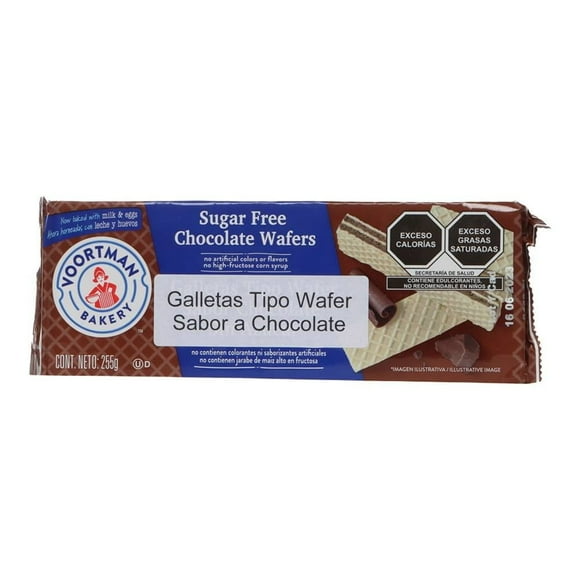 Now baked with milk & eggs
Ahora horneadas con leche y huevos
VOORTMAN
BAKERY
™
CONT. NETO: 255g
U D
Sugar Free
Chocolate Wafers
no artificial colors or flavors
no high-fructose corn syrup
Galletas Tipo Wafer
Sabor a Chocolate
no contienen colorantes ni saborizantes artificiales
no contienen jarabe de maíz alto en fructosa
EXCESO
CALORÍAS
EXCESO
GRASAS
SATURADAS
SECRETARÍA DE SALUD
CONTIENE EDULCORANTES,
NO RECOMENDABLE EN NIÑOS
*IMAGEN ILUSTRATIVA / ILLUSTRATIVE IMAGE